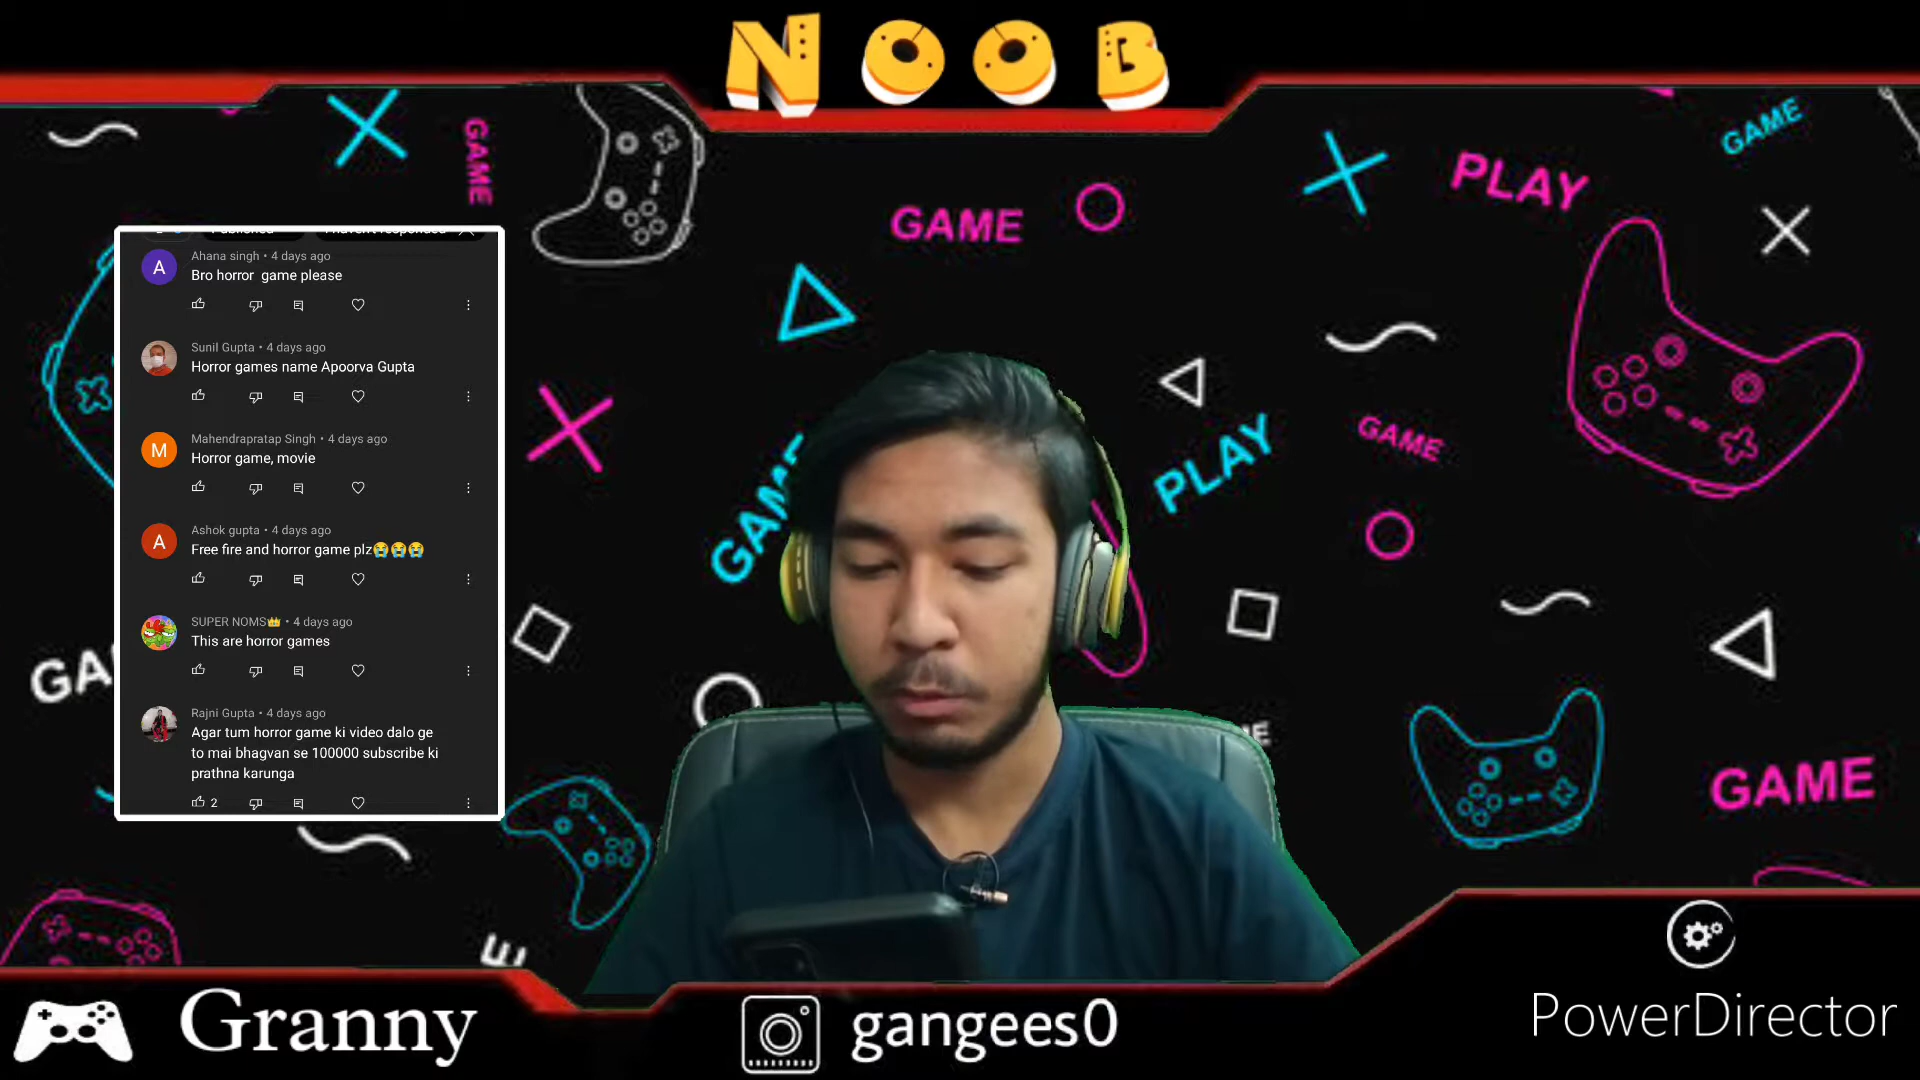 NOOB
GAME
GAME
PLAY
GAME
Published
Ahana singh • 4 days ago
Bro horror game please
Sunil Gupta • 4 days ago
Horror games name Apoorva Gupta
M
Mahendrapratap Singh • 4 days ago
Horror game, movie
A
Ashok gupta • 4 days ago
Free fire and horror game plz😭😭😭
SUPER NOMS👑 • 4 days ago
This are horror games
Rajni Gupta • 4 days ago
Agar tum horror game ki video dalo ge
to mai bhagvan se 100000 subscribe ki
prathna karunga
2
A
GAME
PLAY
GAME
GAME
Granny
gangees0
PowerDirector